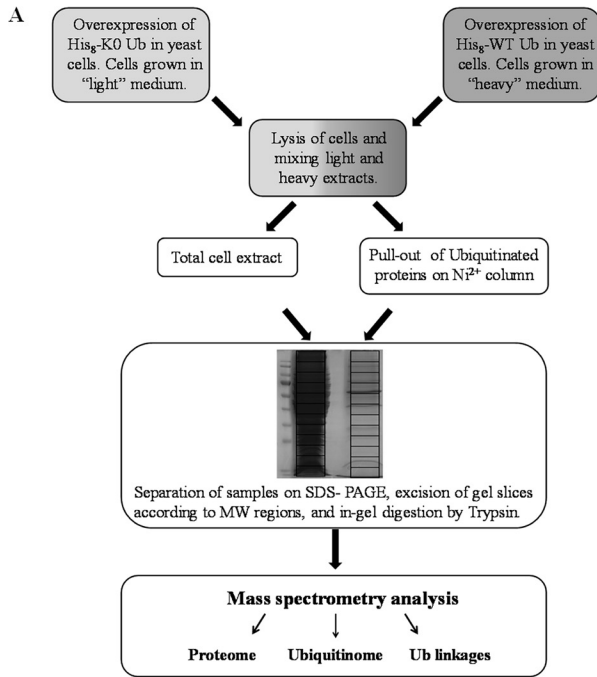 A
Overexpression of
His₈-K0 Ub in yeast
cells. Cells grown in
“light” medium.
Overexpression of
His₈-WT Ub in yeast
cells. Cells grown in
“heavy” medium.
Lysis of cells and
mixing light and
heavy extracts.
Total cell extract
Pull-out of Ubiquitinated
proteins on Ni²⁺ column
Separation of samples on SDS- PAGE, excision of gel slices
according to MW regions, and in-gel digestion by Trypsin.
Mass spectrometry analysis
Proteome Ubiquitinome Ub linkages